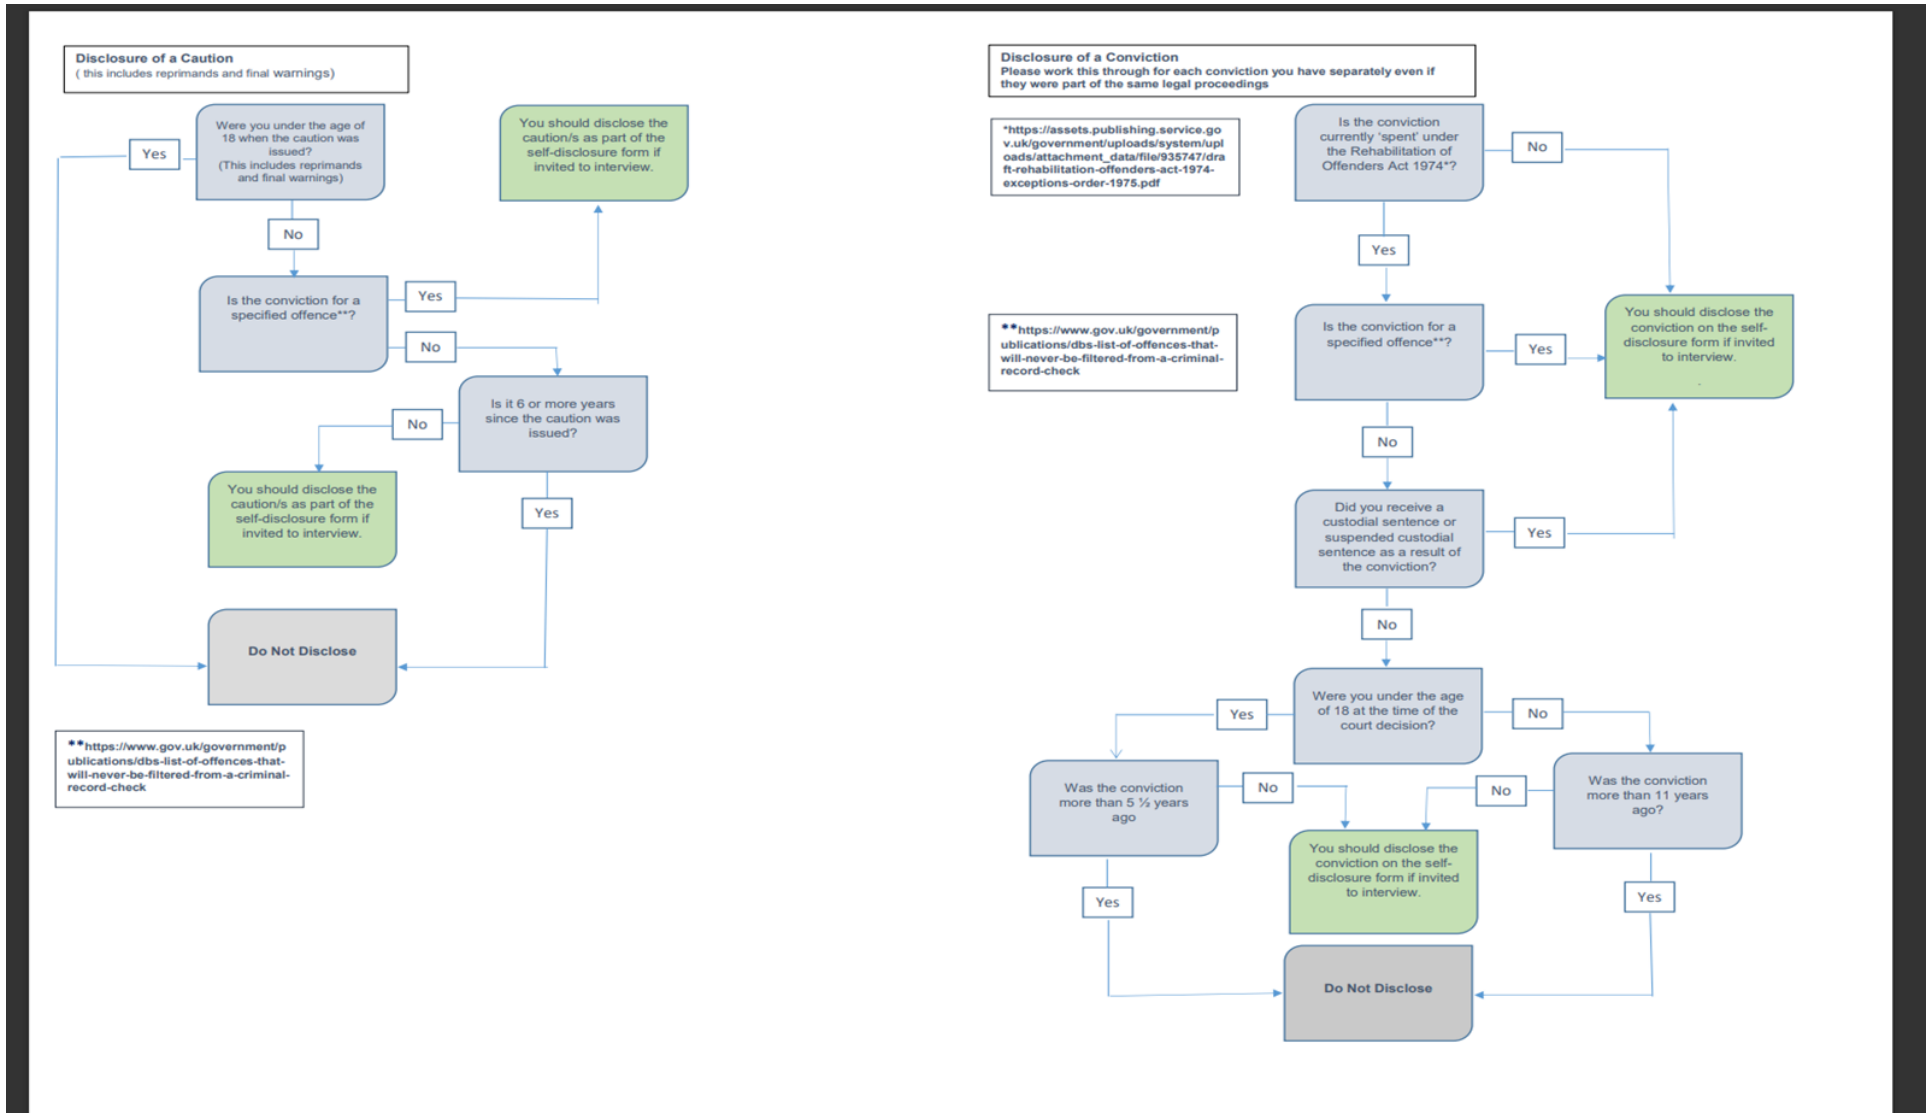 Disclosure of a Caution
( this includes reprimands and final warnings)
Were you under the age of
18 when the caution was
issued?
(This includes reprimands
and final warnings)
Yes
No
You should disclose the
caution/s as part of the
self-disclosure form if
invited to interview.
Is the conviction for a
specified offence**?
Yes
No
Is it 6 or more years
since the caution was
issued?
No
Yes
You should disclose the
caution/s as part of the
self-disclosure form if
invited to interview.
Do Not Disclose
**https://www.gov.uk/government/p
ublications/dbs-list-of-offences-that-
will-never-be-filtered-from-a-criminal-
record-check
Disclosure of a Conviction
Please work this through for each conviction you have separately even if
they were part of the same legal proceedings
*https://assets.publishing.service.go
v.uk/government/uploads/system/upl
oads/attachment_data/file/935747/dra
ft-rehabilitation-offenders-act-1974-
exceptions-order-1975.pdf
Is the conviction
currently ‘spent’ under
the Rehabilitation of
Offenders Act 1974*?
No
Yes
**https://www.gov.uk/government/p
ublications/dbs-list-of-offences-that-
will-never-be-filtered-from-a-criminal-
record-check
Is the conviction for a
specified offence**?
Yes
You should disclose the
conviction on the self-
disclosure form if invited
to interview.
.
No
Did you receive a
custodial sentence or
suspended custodial
sentence as a result of
the conviction?
Yes
No
Were you under the age
of 18 at the time of the
court decision?
Yes
No
Was the conviction
more than 5 ½ years
ago
No
Was the conviction
more than 11 years
ago?
No
You should disclose the
conviction on the self-
disclosure form if invited
to interview.
Yes
Yes
Do Not Disclose